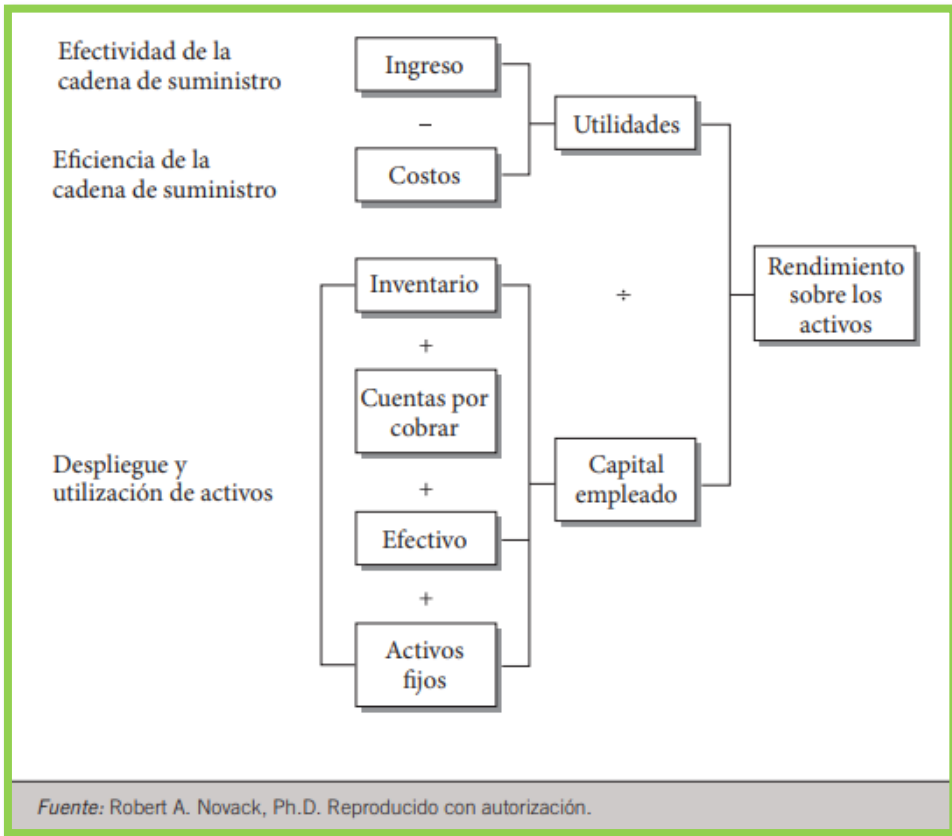 Efectividad de la
cadena de suministro
Ingreso
−
Utilidades
Eficiencia de la
cadena de suministro
Costos
Inventario
÷
Rendimiento
sobre los
activos
+
Cuentas por
cobrar
Despliegue y
utilización de activos
+
Capital
empleado
Efectivo
+
Activos
fijos
Fuente: Robert A. Novack, Ph.D. Reproducido con autorización.